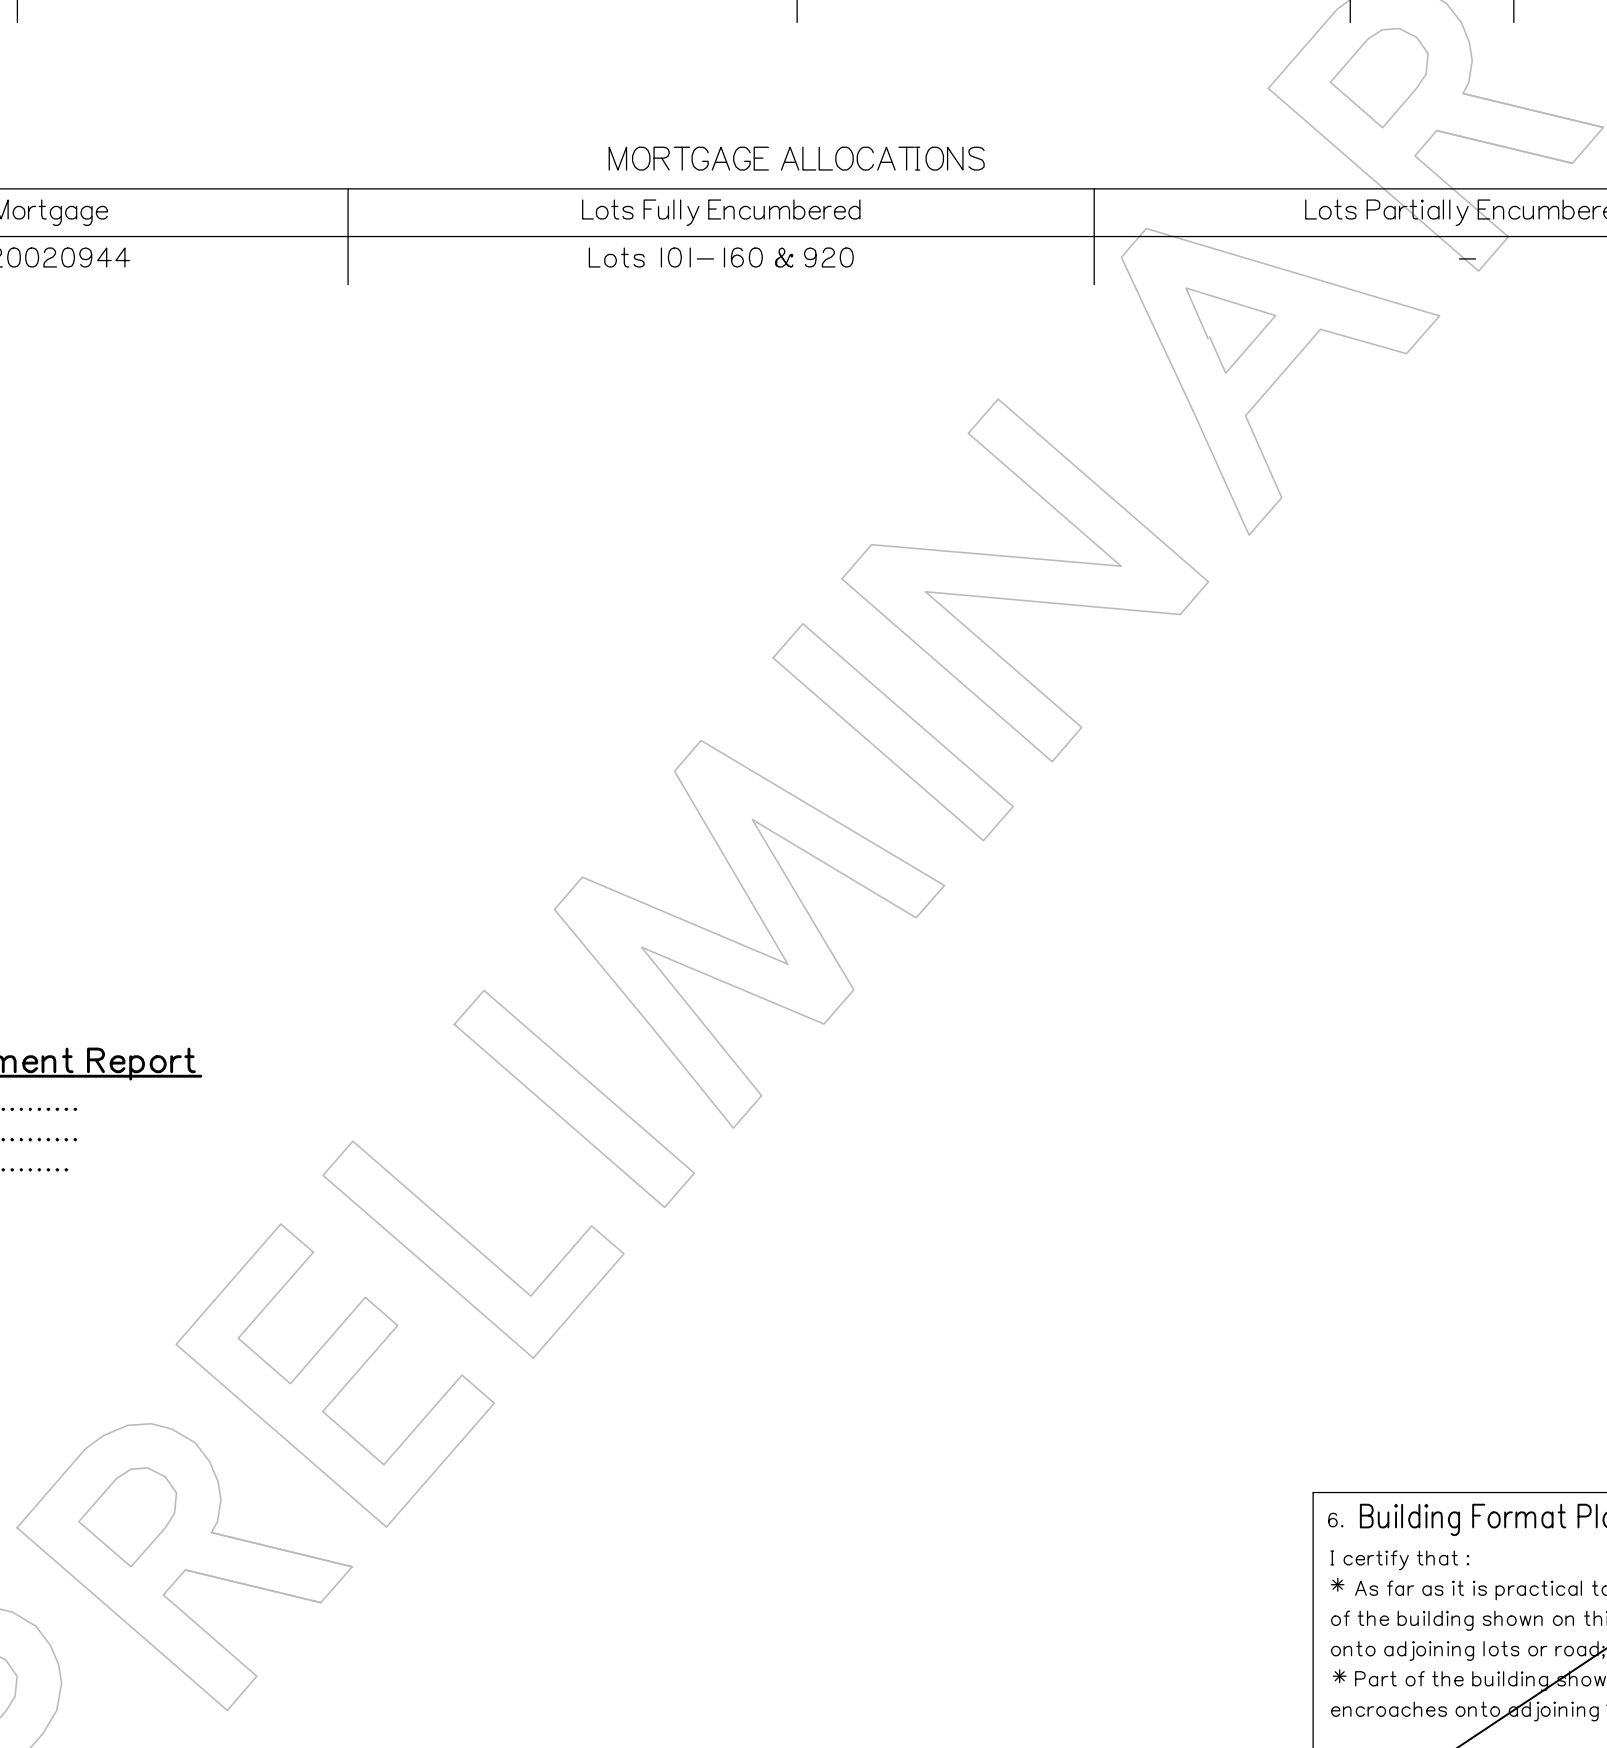 MORTGAGE ALLOCATIONS
Mortgage Lots Fully Encumbered Lots Partially Encumbere
20020944 Lots 101-160 & 920 –
ment Report
.........
.........
........
PRELIMINAR
6. Building Format Pla
I certify that :
* As far as it is practical to
of the building shown on thi
onto adjoining lots or road;
* Part of the building show
encroaches onto adjoining